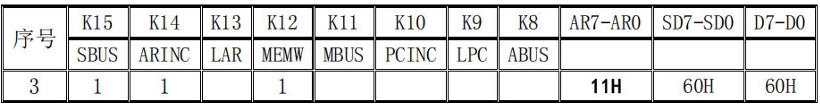 序号 K15 K14 K13 K12 K11 K10 K9 K8 AR7-AR0 SD7-SD0 D7-D0
SBUS ARINC LAR MEMW MBUS PCINC LPC ABUS
3 1 1 1 11H 60H 60H